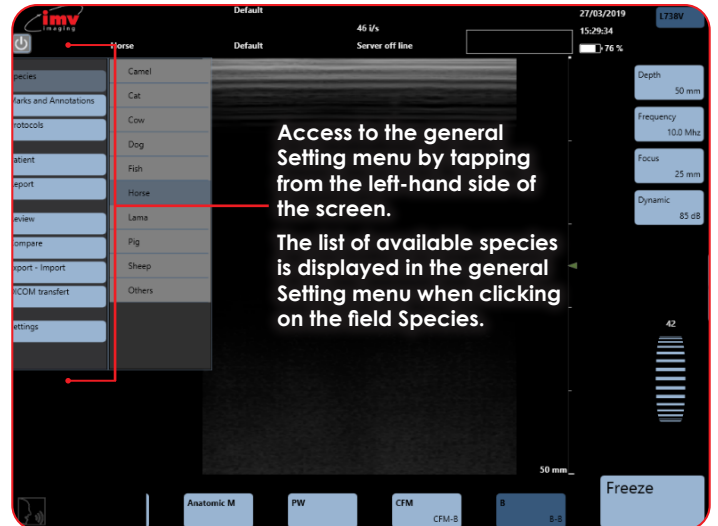 imv
imaging
Default
46 i/s
27/03/2019
15:29:34
L738V
Horse
Default
Server off line
76 %
pecies
Marks and Annotations
rotocols
atient
eport
eview
ompare
xport - Import
ICOM transfert
ettings
Camel
Cat
Cow
Dog
Fish
Horse
Lama
Pig
Sheep
Others
Access to the general
Setting menu by tapping
from the left-hand side of
the screen.
The list of available species
is displayed in the general
Setting menu when clicking
on the field Species.
Depth
50 mm
Frequency
10.0 Mhz
Focus
25 mm
Dynamic
85 dB
42
50 mm
Anatomic M
PW
CFM
CFM-B
B
B-B
Freeze